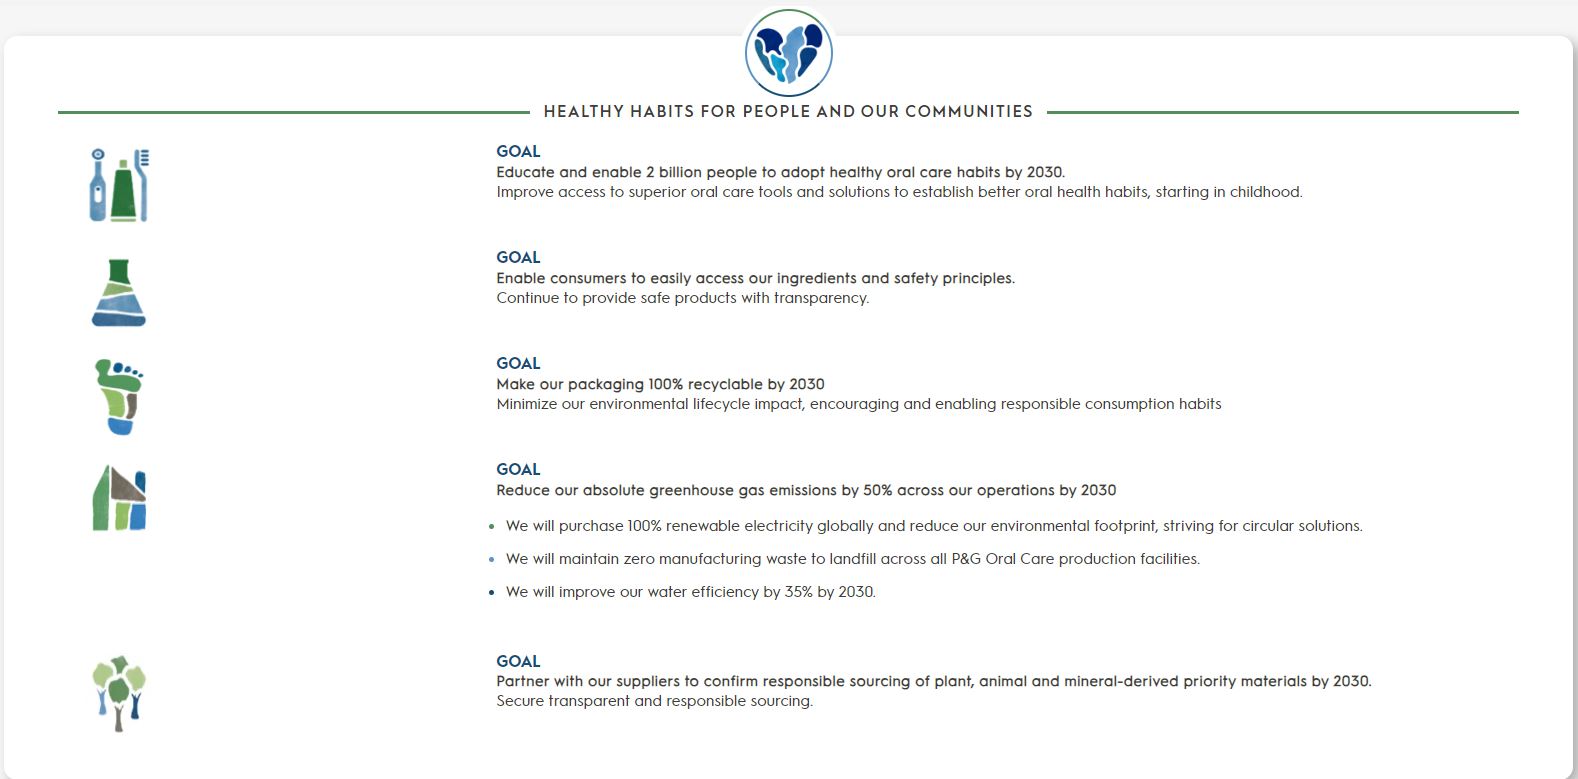 HEALTHY HABITS FOR PEOPLE AND OUR COMMUNITIES
GOAL
Educate and enable 2 billion people to adopt healthy oral care habits by 2030.
Improve access to superior oral care tools and solutions to establish better oral health habits, starting in childhood.
GOAL
Enable consumers to easily access our ingredients and safety principles.
Continue to provide safe products with transparency.
GOAL
Make our packaging 100% recyclable by 2030
Minimize our environmental lifecycle impact, encouraging and enabling responsible consumption habits
GOAL
Reduce our absolute greenhouse gas emissions by 50% across our operations by 2030
• We will purchase 100% renewable electricity globally and reduce our environmental footprint, striving for circular solutions.
• We will maintain zero manufacturing waste to landfill across all P&G Oral Care production facilities.
• We will improve our water efficiency by 35% by 2030.
GOAL
Partner with our suppliers to confirm responsible sourcing of plant, animal and mineral-derived priority materials by 2030.
Secure transparent and responsible sourcing.